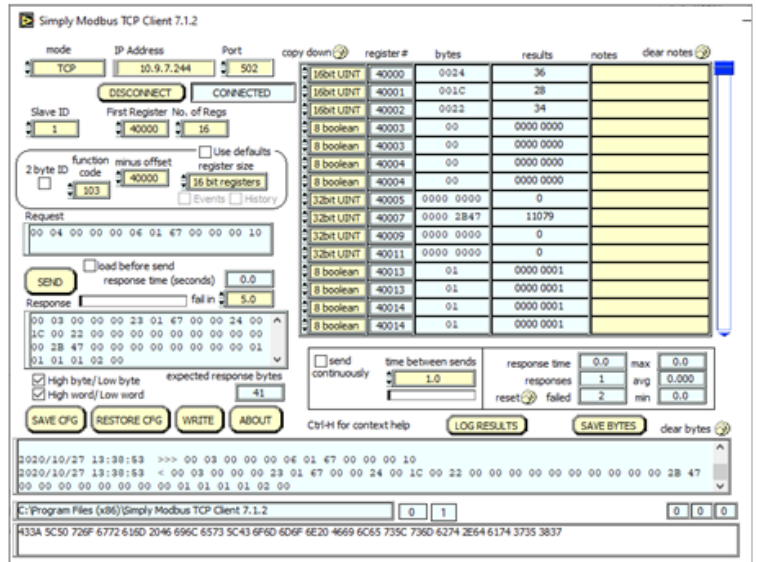 Simply Modbus TCP Client 7.1.2
mode IP Address Port
TCP 10.9.7.244 502
DISCONNECT CONNECTED
Slave ID First Register No. of Regs
1 40000 16
Use defaults
2 byte ID function code minus offset register size
103 40000 16 bit registers
Events History
Request
00 04 00 00 00 06 01 67 00 00 00 10
load before send
SEND response time (seconds) 0.0
Response fail in 5.0
00 03 00 00 00 23 01 67 00 00 24 00
1C 00 22 00 00 00 00 00 00 00 00 00
00 2B 47 00 00 00 00 00 00 00 00 01
01 01 01 02 00
High byte/Low byte expected response bytes
High word/Low word 41
SAVE CFG RESTORE CFG WRITE ABOUT
copy down register# bytes results notes clear notes
16bit UINT 40000 0024 36
16bit UINT 40001 001C 28
16bit UINT 40002 0022 34
8 boolean 40003 00 0000 0000
8 boolean 40003 00 0000 0000
8 boolean 40004 00 0000 0000
8 boolean 40004 00 0000 0000
32bit UINT 40005 0000 0000 0
32bit UINT 40007 0000 2B47 11079
32bit UINT 40009 0000 0000 0
32bit UINT 40011 0000 0000 0
8 boolean 40013 01 0000 0001
8 boolean 40013 01 0000 0001
8 boolean 40014 01 0000 0001
8 boolean 40014 01 0000 0001
send continuously time between sends
1.0
response time 0.0 max 0.0
responses 1 avg 0.000
reset failed 2 min 0.0
Ctrl-H for context help LOG RESULTS SAVE BYTES clear bytes
2020/10/27 13:38:53 >>> 00 03 00 00 00 06 01 67 00 00 00 10
2020/10/27 13:38:53 < 00 03 00 00 00 23 01 67 00 00 24 00 1C 00 22 00 00 00 00 00 00 00 00 00 00 2B 47
00 00 00 00 00 00 00 00 01 01 01 01 02 00
C:\Program Files (x86)\Simply Modbus TCP Client 7.1.2 0 1 0 0 0
433A 5C50 726F 6772 616D 2046 696C 6573 5C43 6F6D 6D6F 6E20 4669 6C65 735C 736D 6274 2E64 6174 3735 3837